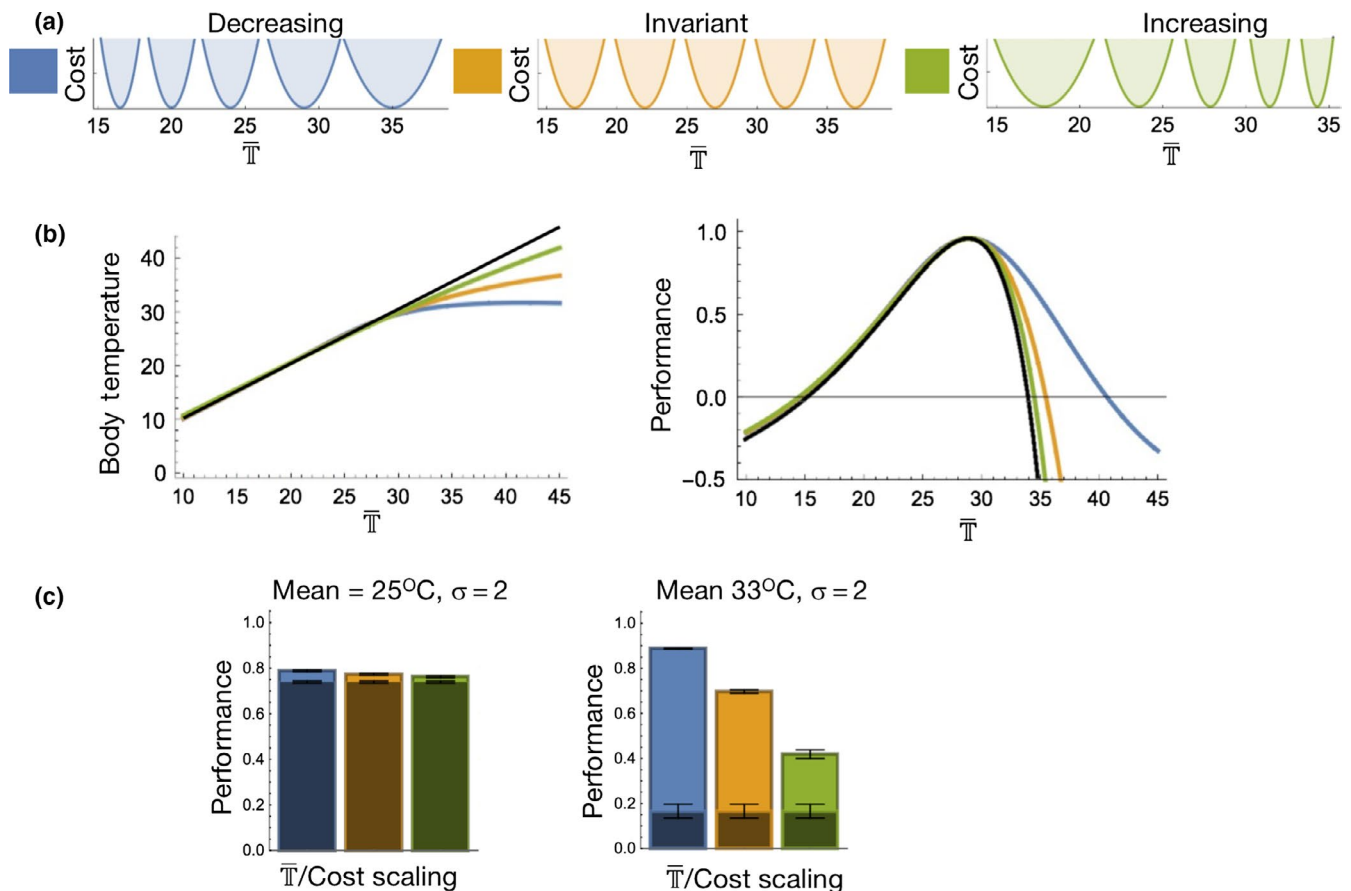 (a)
Decreasing
Invariant
Increasing
Cost
Cost
Cost
15 20 25 30 35
15 20 25 30 35
15 20 25 30 35
𝕋̅
𝕋̅
𝕋̅
(b)
Body temperature
40
30
20
10
0
10 15 20 25 30 35 40 45
𝕋̅
Performance
1.0
0.5
0.0
−0.5
10 15 20 25 30 35 40 45
𝕋̅
(c)
Mean = 25ºC, σ = 2
Performance
1.0
0.8
0.6
0.4
0.2
0.0
𝕋̅/Cost scaling
Mean 33ºC, σ = 2
Performance
1.0
0.8
0.6
0.4
0.2
0.0
𝕋̅/Cost scaling